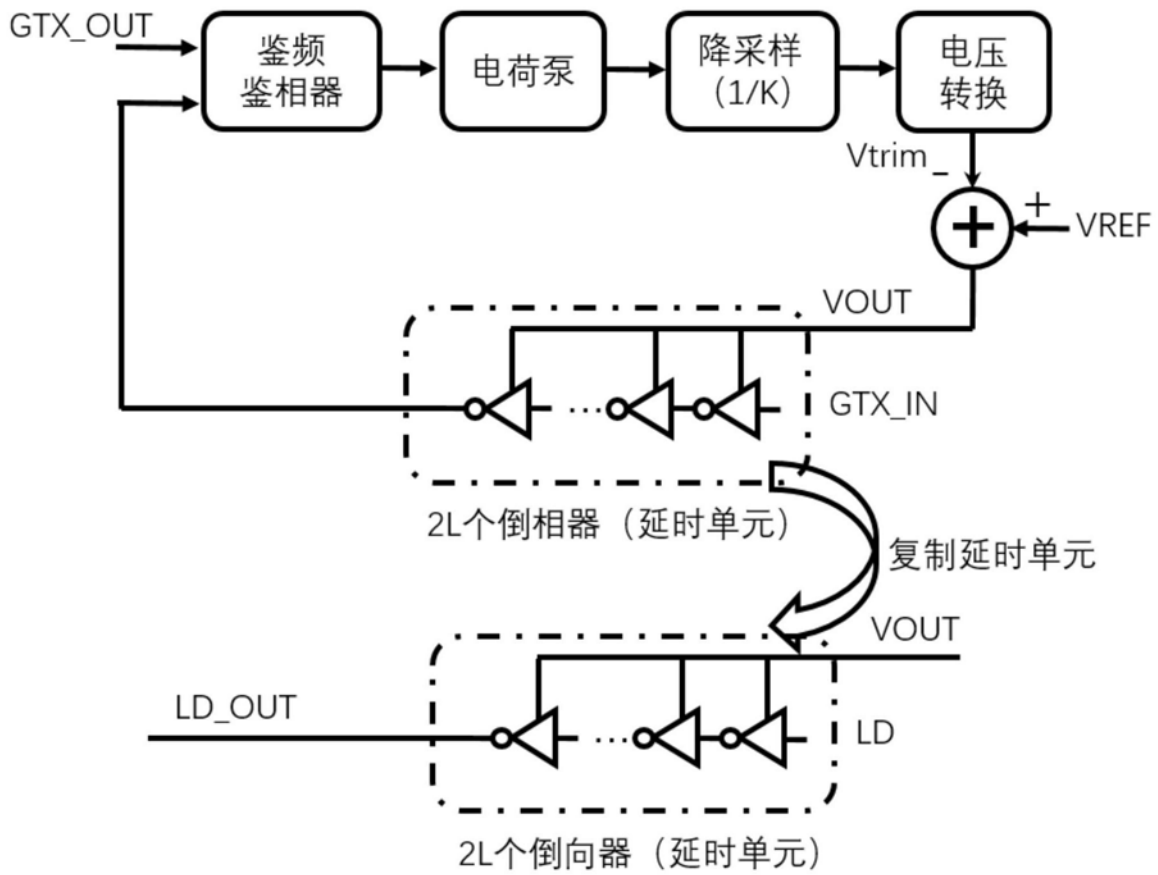 GTX_OUT
鉴频
鉴相器
电荷泵
降采样
（1/K）
电压
转换
Vtrim
-
+
+
VREF
VOUT
····
GTX_IN
2L个倒相器（延时单元）
复制延时单元
VOUT
LD_OUT
····
LD
2L个倒向器（延时单元）